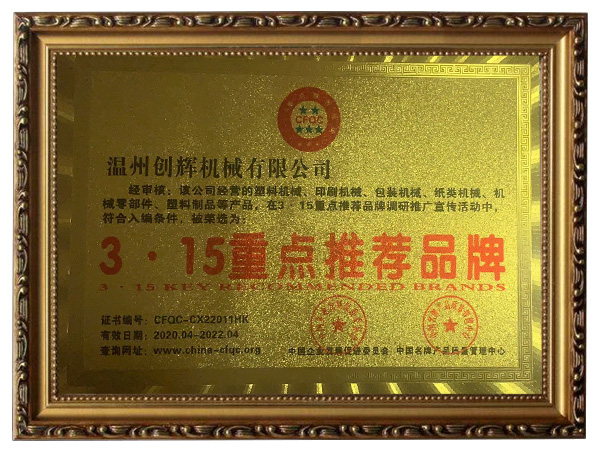 CFQC
温州创辉机械有限公司
经审核：该公司经营的塑料机械、印刷机械、包装机械、纸类机械、机
械零部件、塑料制品等产品，在3·15推荐品牌调研推广宣传活动中，
符合入编条件，被荣选为：
3·15重点推荐品牌
3·15 KEY RECOMMENDED BRANDS
证书编号：CFQC-CX22011HK
有效日期：2020.04-2022.04
查询网址：www.china-cfqc.org
中国企业发展促进委员会 中国名牌产品质量管理中心